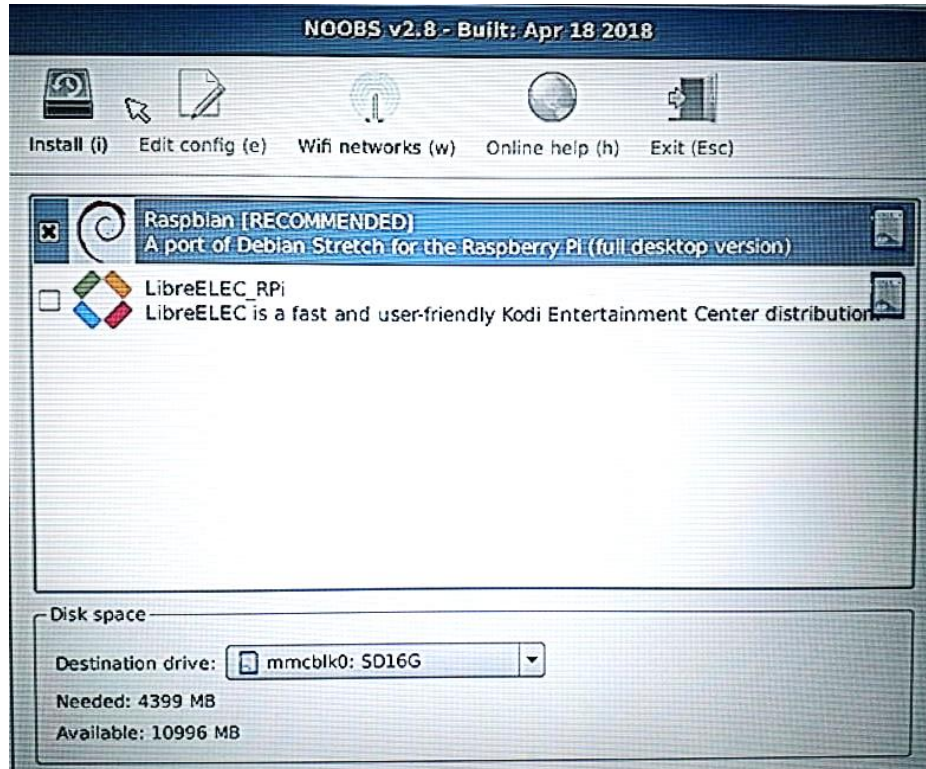 NOOBS v2.8 - Built: Apr 18 2018
Install (i) Edit config (e) Wifi networks (w) Online help (h) Exit (Esc)
Raspbian [RECOMMENDED]
A port of Debian Stretch for the Raspberry Pi (full desktop version)
LibreELEC_RPi
LibreELEC is a fast and user-friendly Kodi Entertainment Center distribution.
Disk space
Destination drive: mmcblk0: SD16G
Needed: 4399 MB
Available: 10996 MB